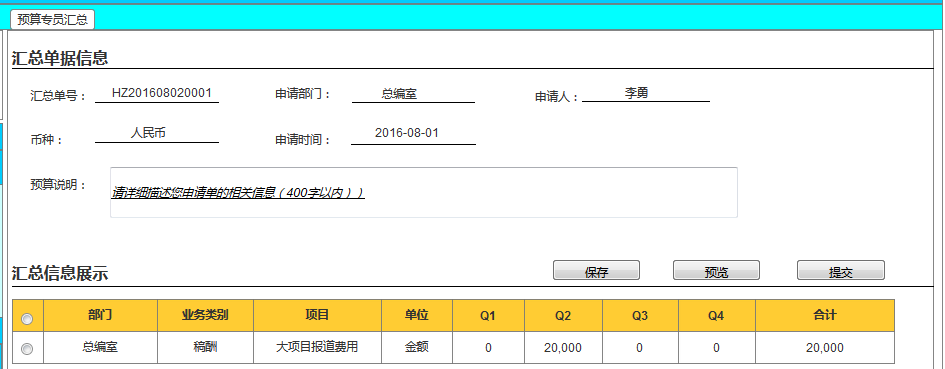 预算专员汇总
汇总单据信息
汇总单号： HZ201608020001 申请部门： 总编室 申请人： 李勇
币种： 人民币 申请时间： 2016-08-01
预算说明： 请详细描述您申请单的相关信息（400字以内））
汇总信息展示 保存 预览 提交
部门 业务类别 项目 单位 Q1 Q2 Q3 Q4 合计
总编室 稿酬 大项目报道费用 金额 0 20,000 0 0 20,000